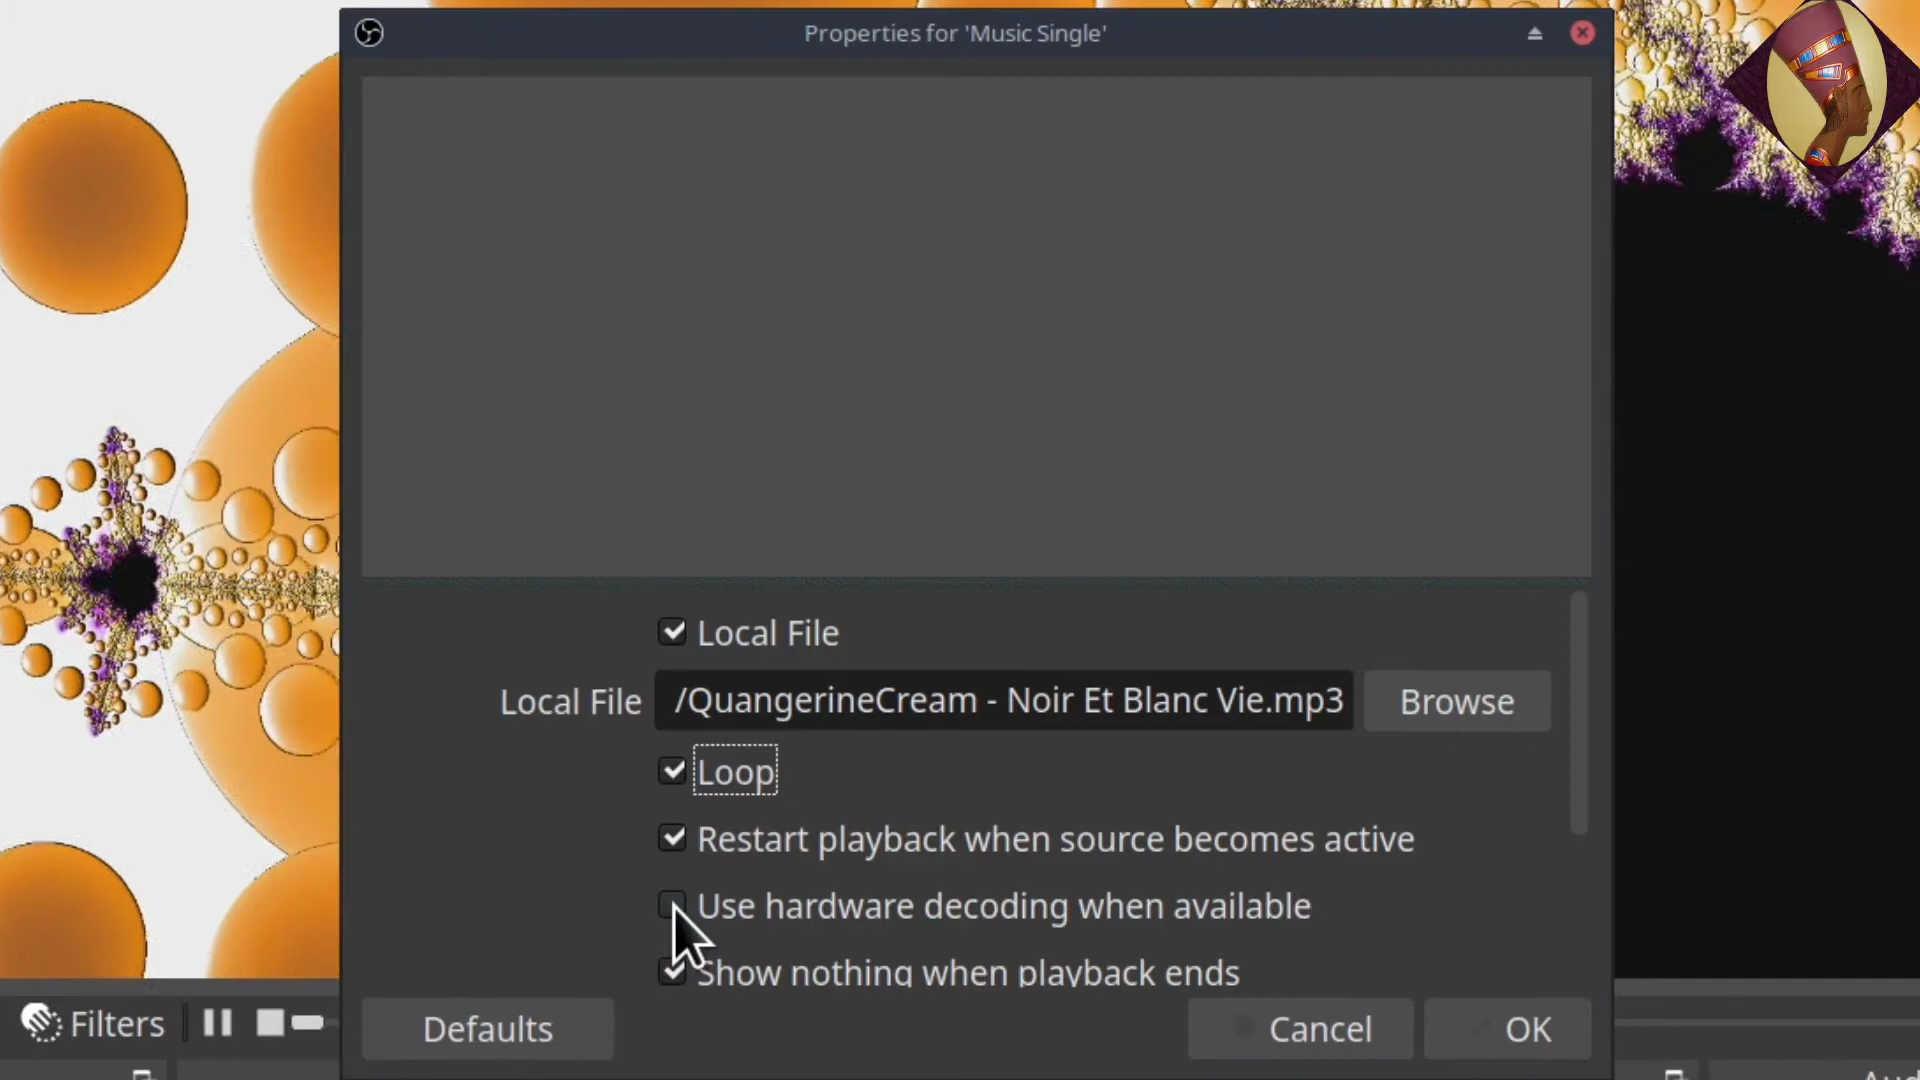 Properties for 'Music Single'
Local File
Local File /QuangerineCream - Noir Et Blanc Vie.mp3 Browse
Loop
Restart playback when source becomes active
Use hardware decoding when available
Show nothing when playback ends
Filters
Defaults Cancel OK